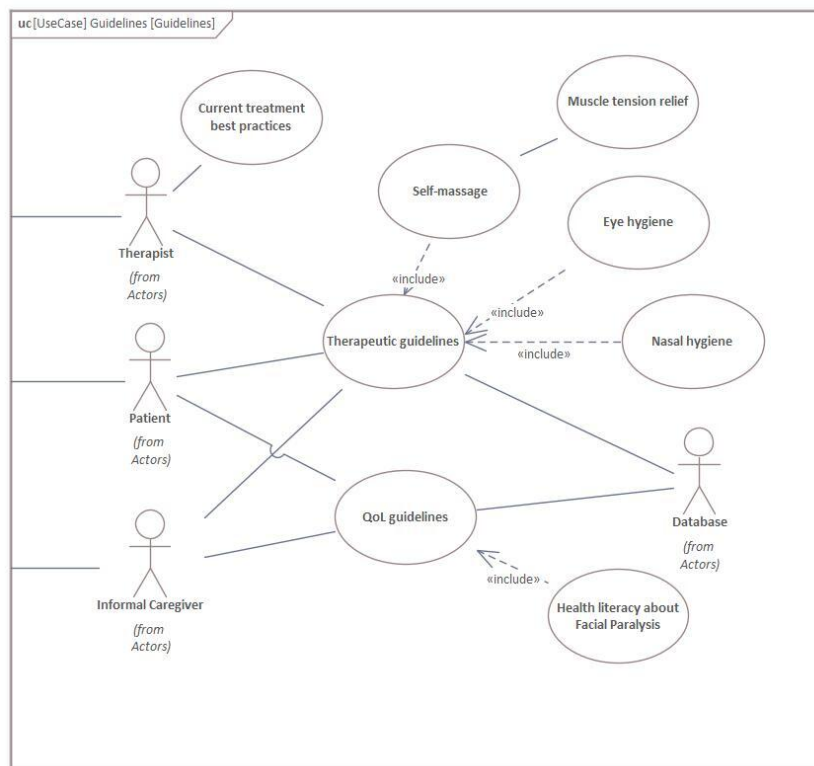 uc [UseCase] Guidelines [Guidelines]
Current treatment
best practices
Muscle tension relief
Self-massage
Eye hygiene
Therapist
(from
Actors)
«include»
«include»
Therapeutic guidelines
«include»
Nasal hygiene
Patient
(from
Actors)
QoL guidelines
Database
(from
Actors)
«include»
Informal Caregiver
(from
Actors)
Health literacy about
Facial Paralysis